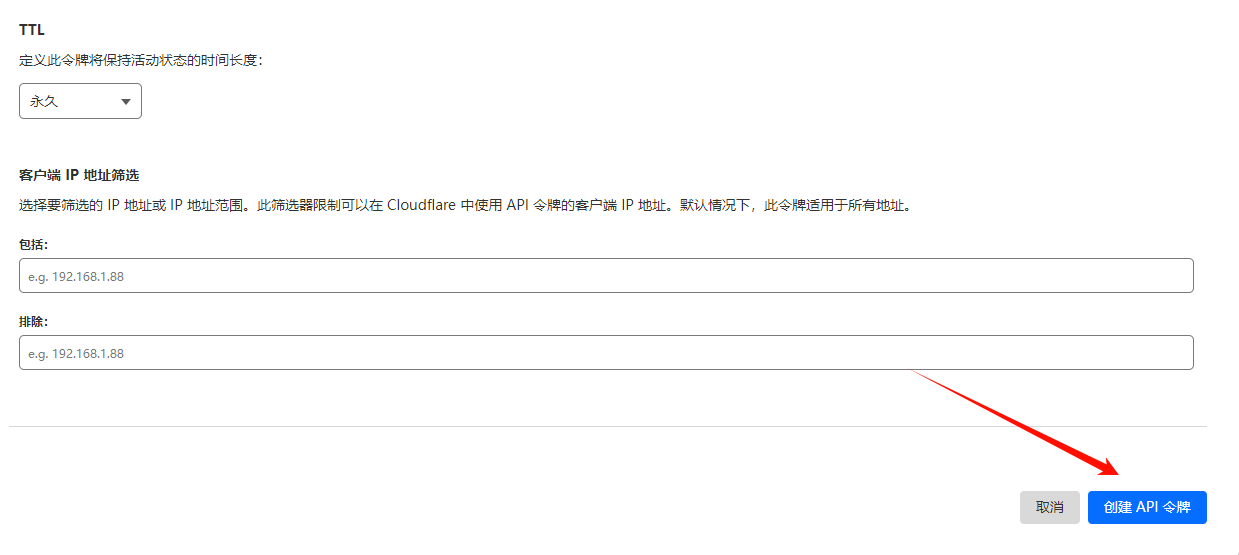 TTL
定义此令牌将保持活动状态的时间长度：
永久
客户端 IP 地址筛选
选择要筛选的 IP 地址或 IP 地址范围。此筛选器限制可以在 Cloudflare 中使用 API 令牌的客户端 IP 地址。默认情况下，此令牌适用于所有地址。
包括：
e.g. 192.168.1.88
排除：
e.g. 192.168.1.88
取消 创建 API 令牌